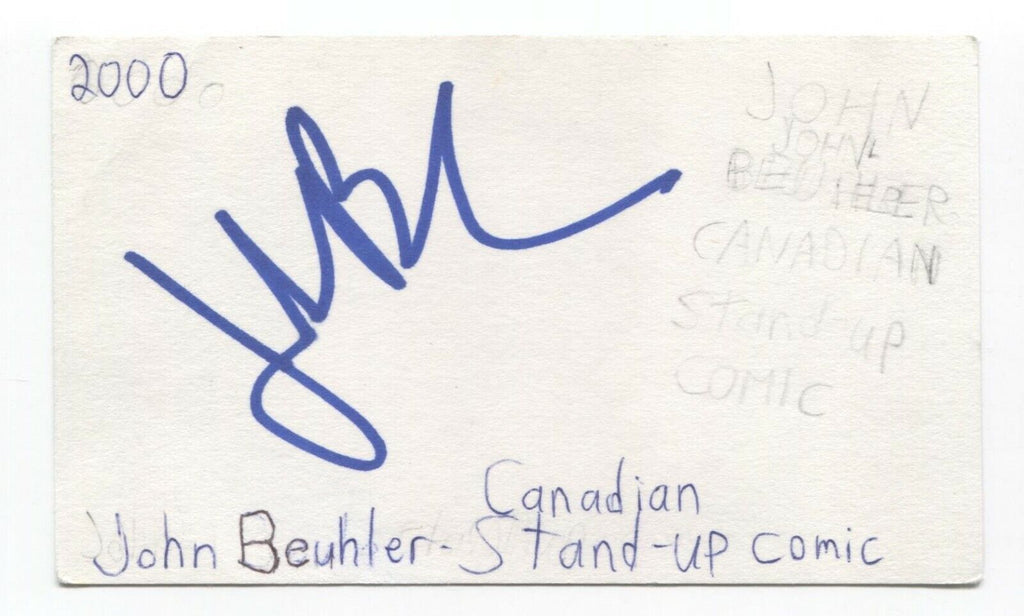 2000
JOHN
JOHN
BEUHLER
CANADIAN
Stand-up
COMIC
Canadian
John Beuhler - Stand-up comic